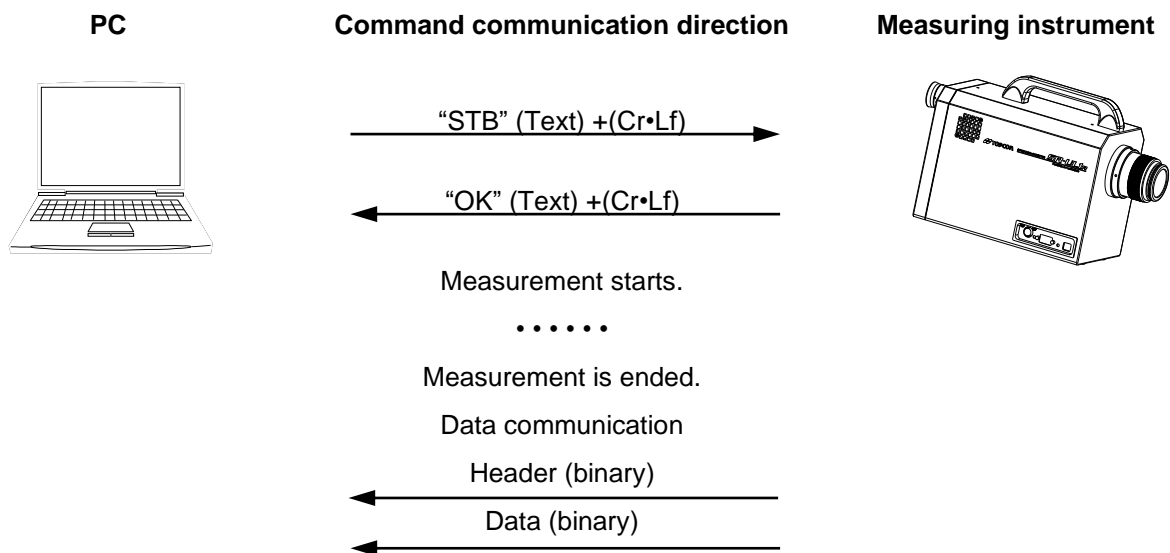 PC Command communication direction Measuring instrument
“STB” (Text) +(Cr•Lf)
TOPCON
“OK” (Text) +(Cr•Lf)
Measurement starts.
• • • • • •
Measurement is ended.
Data communication
Header (binary)
Data (binary)